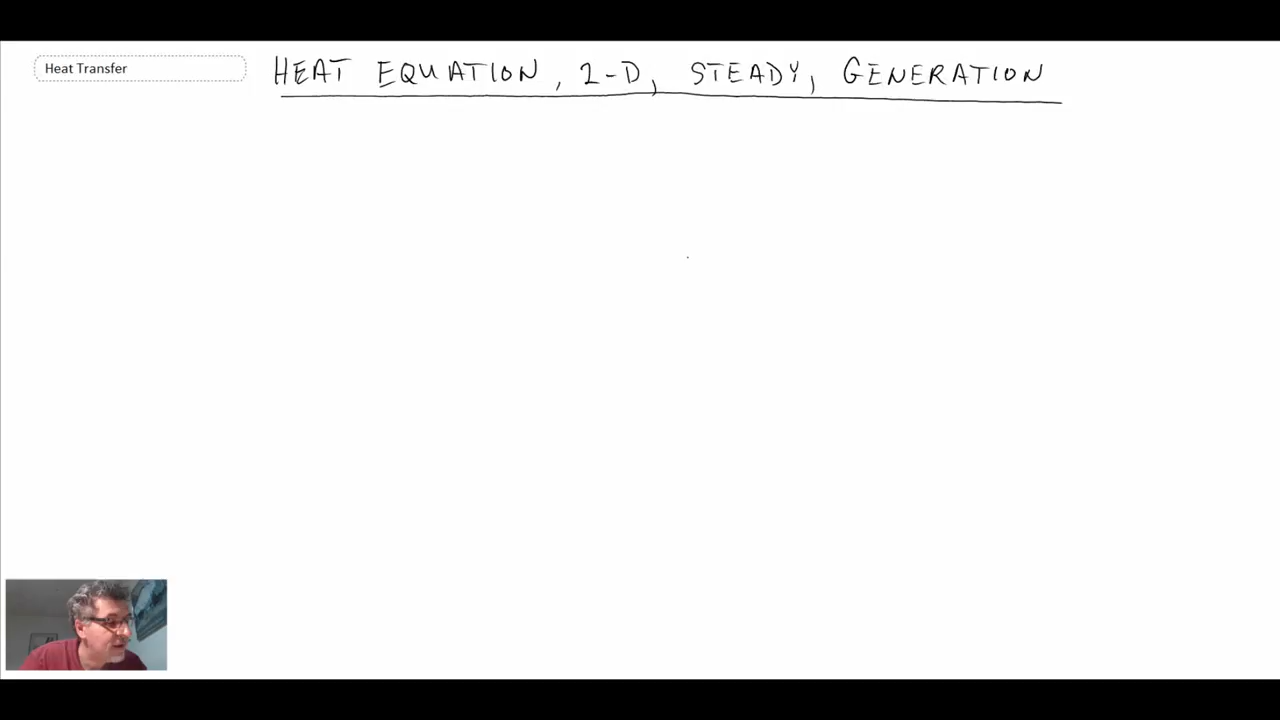 Heat Transfer
HEAT EQUATION, 2-D, STEADY, GENERATION